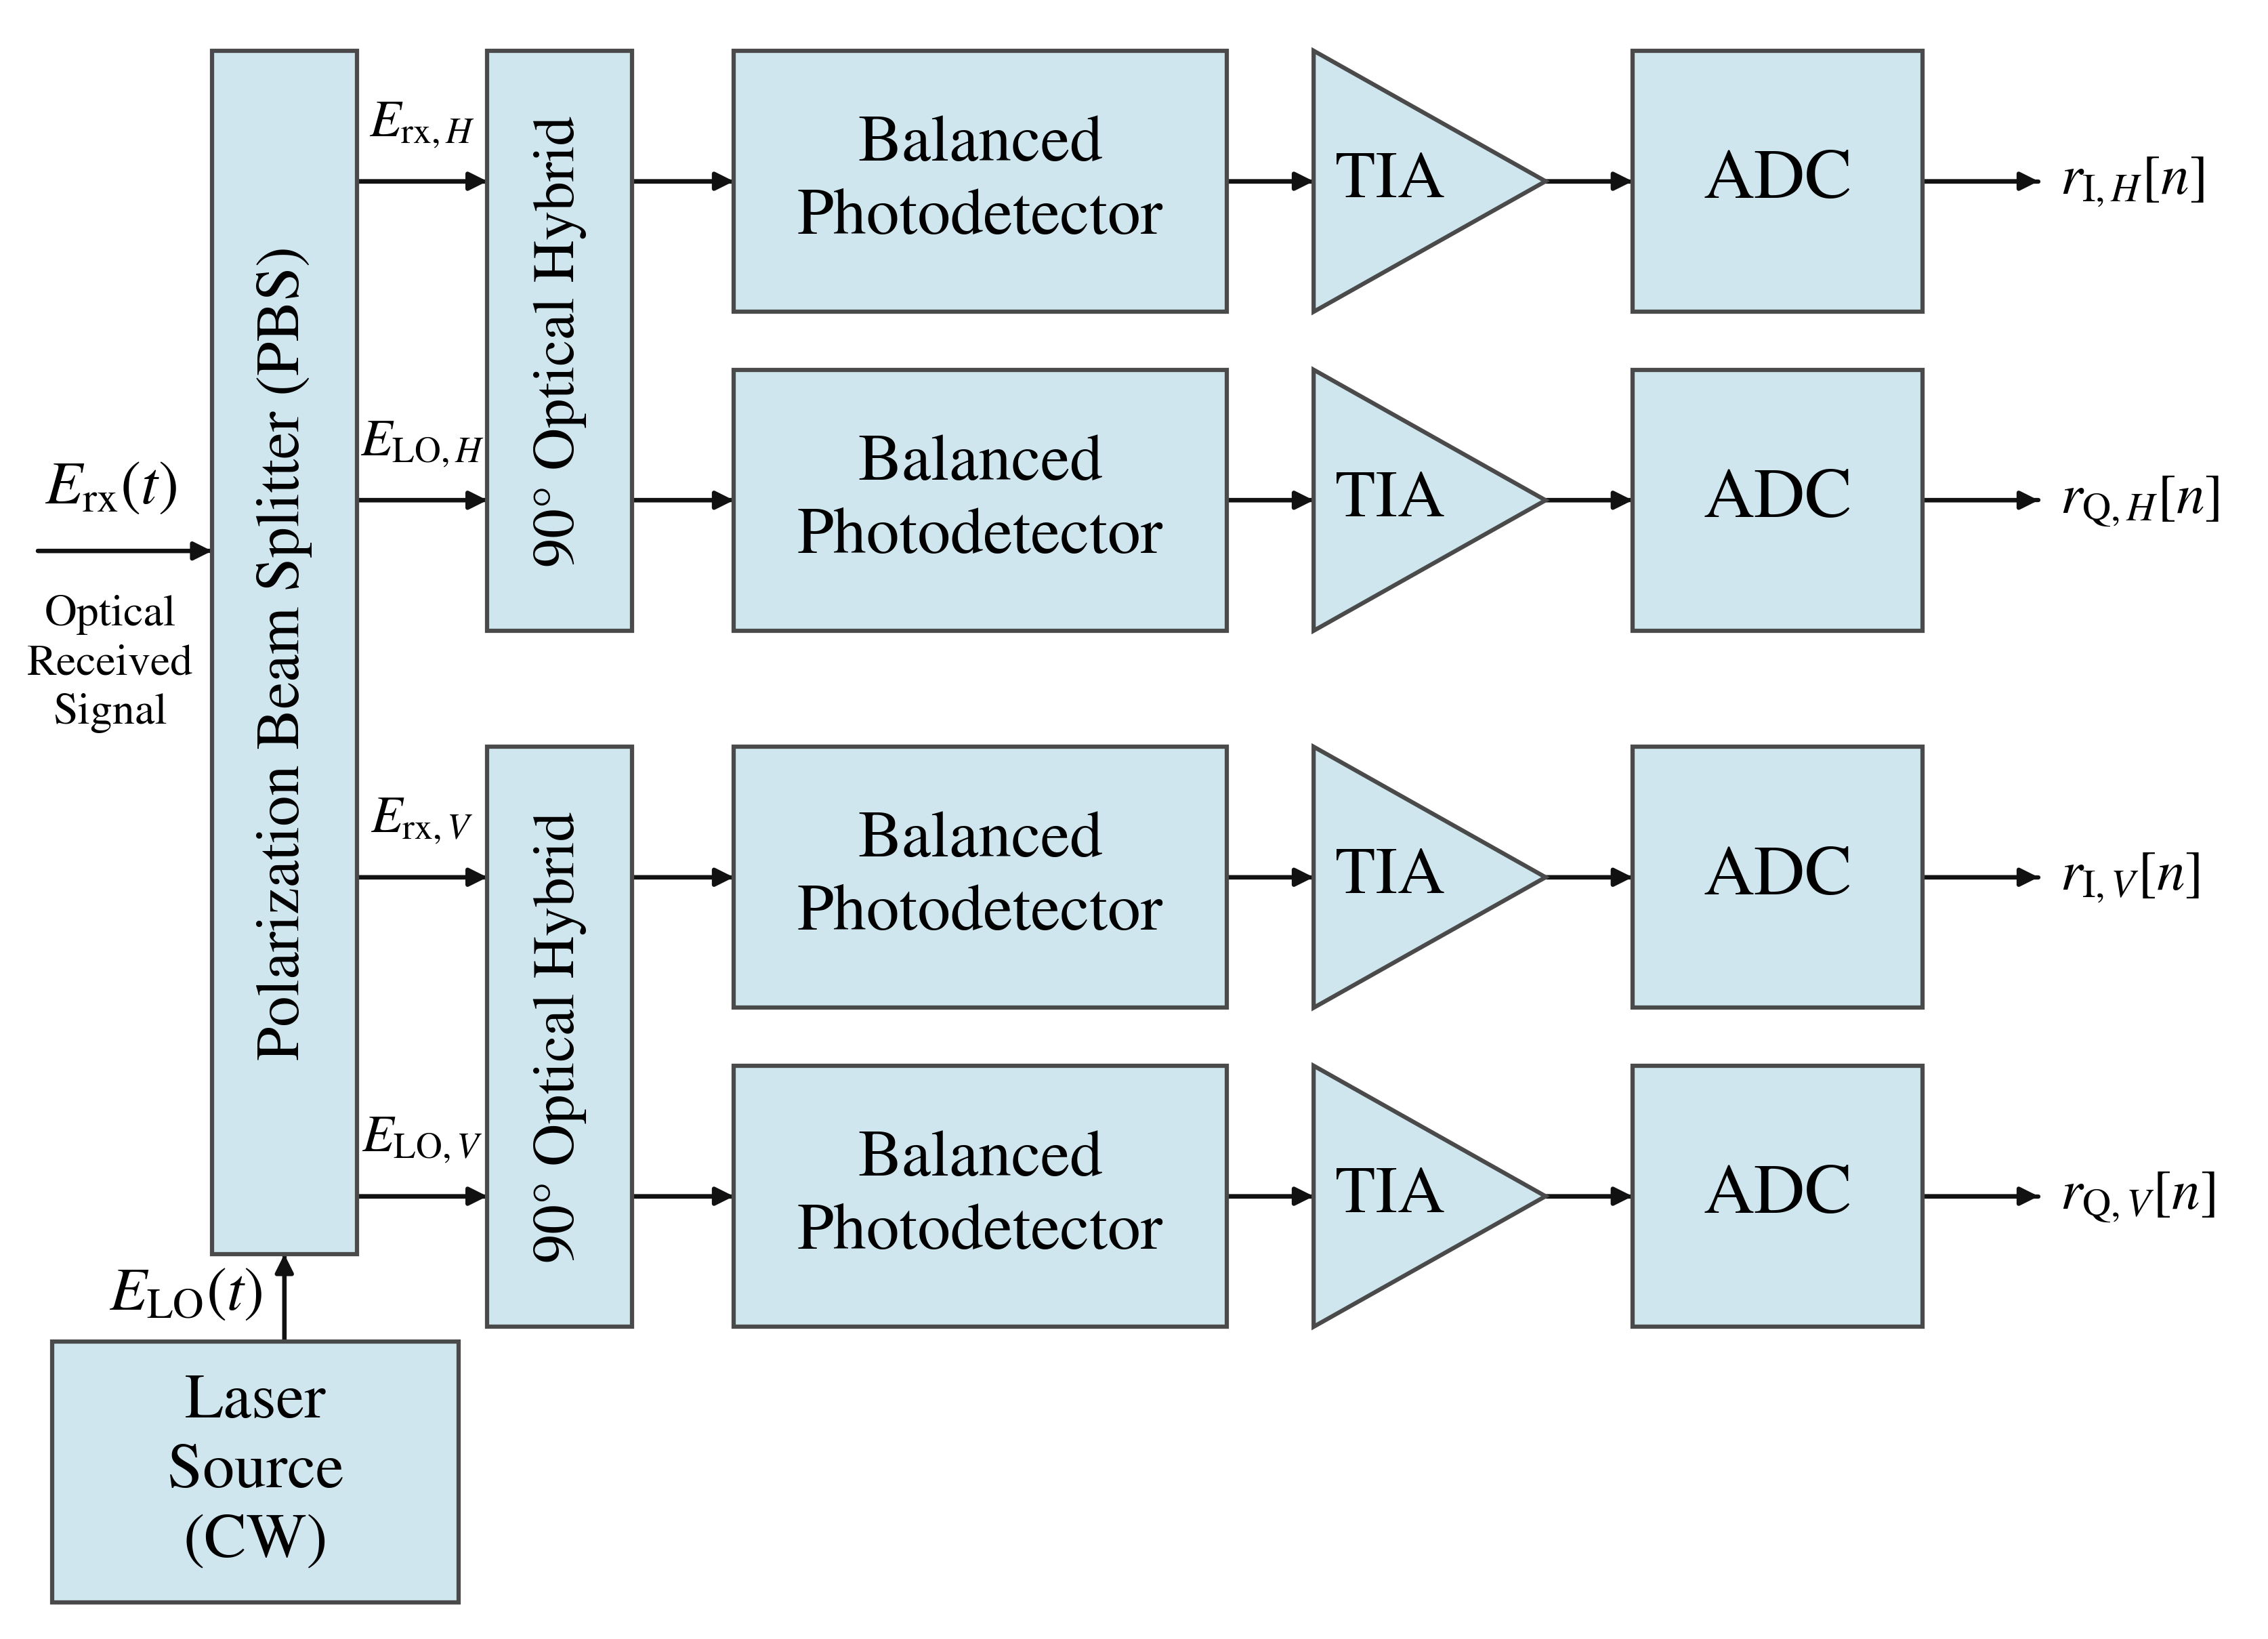 E_rx(t)
Optical
Received
Signal
Polarization Beam Splitter (PBS)
E_LO(t)
Laser
Source
(CW)
E_rx,H
E_LO,H
90° Optical Hybrid
Balanced
Photodetector
TIA
ADC
r_I,H[n]
Balanced
Photodetector
TIA
ADC
r_Q,H[n]
E_rx,V
E_LO,V
90° Optical Hybrid
Balanced
Photodetector
TIA
ADC
r_I,V[n]
Balanced
Photodetector
TIA
ADC
r_Q,V[n]